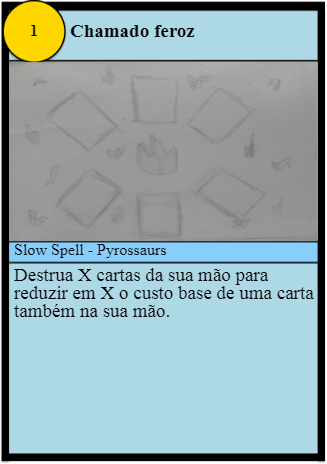 1
Chamado feroz
Slow Spell - Pyrossaurs
Destrua X cartas da sua mão para
reduzir em X o custo base de uma carta
também na sua mão.